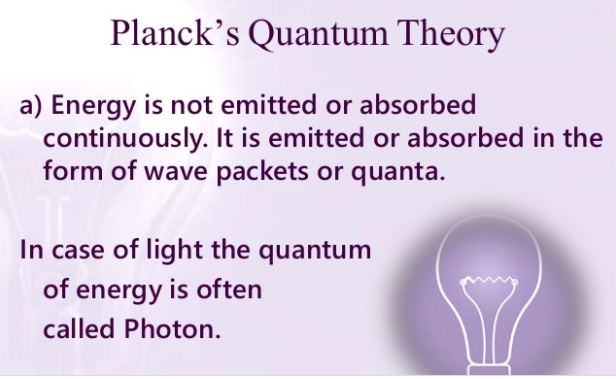 Planck's Quantum Theory
a) Energy is not emitted or absorbed
continuously. It is emitted or absorbed in the
form of wave packets or quanta.
In case of light the quantum
of energy is often
called Photon.